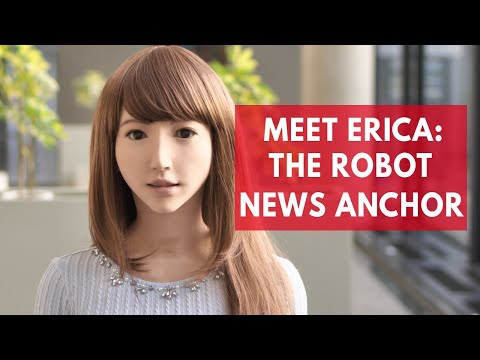 MEET ERICA:
THE ROBOT
NEWS ANCHOR